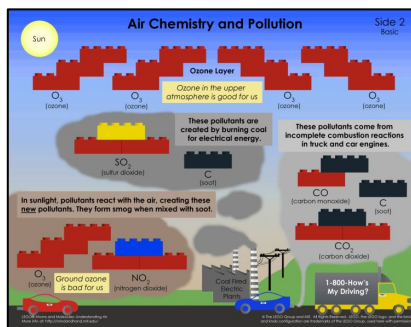 Air Chemistry and Pollution
Side 2
Basic
Sun
Ozone Layer
O3
(ozone)
O3
(ozone)
O3
(ozone)
O3
(ozone)
Ozone in the upper
atmosphere is good for us
These pollutants are
created by burning coal
for electrical energy.
SO2
(sulfur dioxide)
C
(soot)
These pollutants come from
incomplete combustion reactions
in truck and car engines.
CO
(carbon monoxide)
C
(soot)
CO2
(carbon dioxide)
In sunlight, pollutants react with the air, creating these
new pollutants. They form smog when mixed with soot.
O3
(ozone)
NO2
(nitrogen dioxide)
Ground ozone
is bad for us
Coal Fired
Electric
Plants
1-800-How's
My Driving?